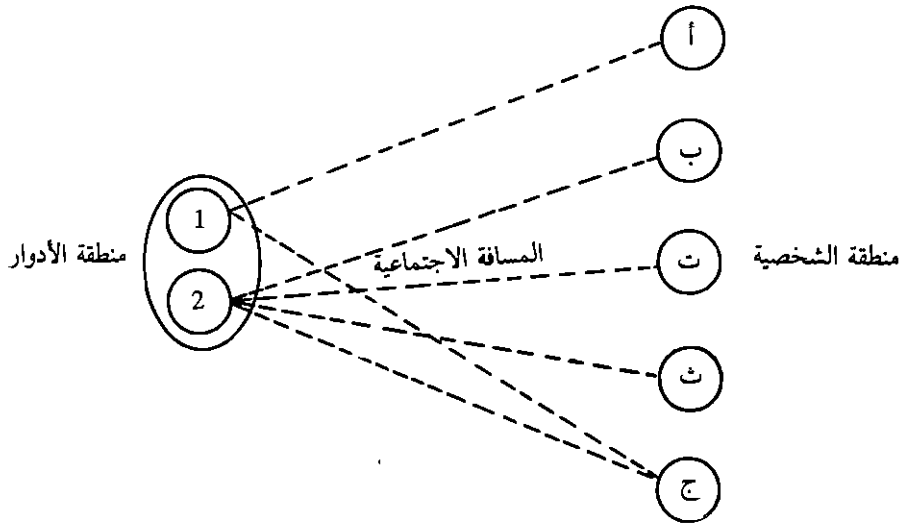 أ
ب
1
منطقة الشخصية
ت
المسافة الاجتماعية
منطقة الأدوار
2
ث
ج